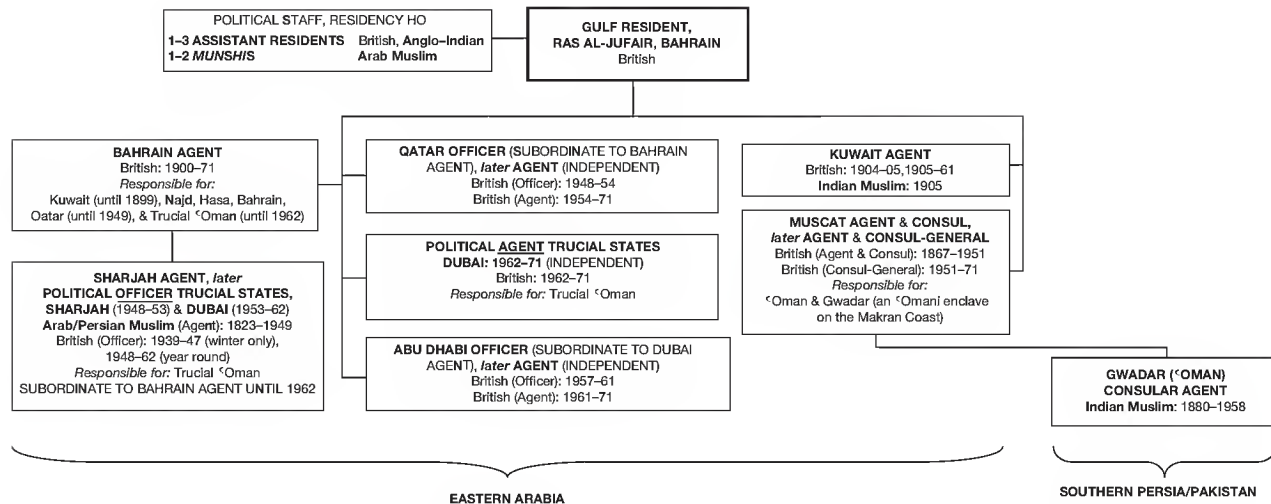 POLITICAL STAFF, RESIDENCY HO
1–3 ASSISTANT RESIDENTS British, Anglo–Indian
1–2 MUNSHIS Arab Muslim
GULF RESIDENT,
RAS AL-JUFAIR, BAHRAIN
British
BAHRAIN AGENT
British: 1900–71
Responsible for:
Kuwait (until 1899), Najd, Hasa, Bahrain,
Qatar (until 1949), & Trucial ʿOman (until 1962)
SHARJAH AGENT, later
POLITICAL OFFICER TRUCIAL STATES,
SHARJAH (1948–53) & DUBAI (1953–62)
Arab/Persian Muslim (Agent): 1823–1949
British (Officer): 1939–47 (winter only),
1948–62 (year round)
Responsible for: Trucial ʿOman
SUBORDINATE TO BAHRAIN AGENT UNTIL 1962
QATAR OFFICER (SUBORDINATE TO BAHRAIN
AGENT), later AGENT (INDEPENDENT)
British (Officer): 1948–54
British (Agent): 1954–71
POLITICAL AGENT TRUCIAL STATES
DUBAI: 1962–71 (INDEPENDENT)
British: 1962–71
Responsible for: Trucial ʿOman
ABU DHABI OFFICER (SUBORDINATE TO DUBAI
AGENT), later AGENT (INDEPENDENT)
British (Officer): 1957–61
British (Agent): 1961–71
KUWAIT AGENT
British: 1904–05,1905–61
Indian Muslim: 1905
MUSCAT AGENT & CONSUL,
later AGENT & CONSUL-GENERAL
British (Agent & Consul): 1867–1951
British (Consul-General): 1951–71
Responsible for:
ʿOman & Gwadar (an ʿOmani enclave
on the Makran Coast)
GWADAR (ʿOMAN)
CONSULAR AGENT
Indian Muslim: 1880–1958
EASTERN ARABIA
SOUTHERN PERSIA/PAKISTAN